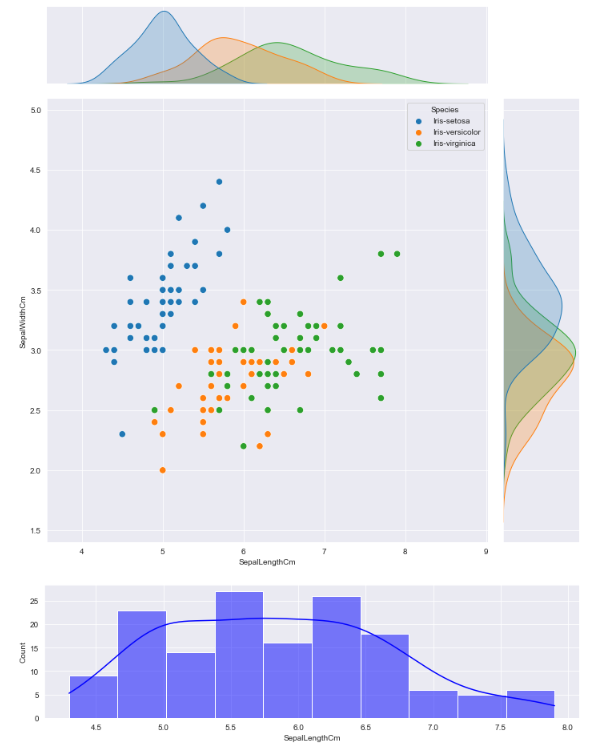 Species
Iris-setosa
Iris-versicolor
Iris-virginica
5.0
4.5
4.0
3.5
3.0
2.5
2.0
1.5
SepalWidthCm
4 5 6 7 8 9
SepalLengthCm
25
20
15
10
5
0
Count
4.5 5.0 5.5 6.0 6.5 7.0 7.5 8.0
SepalLengthCm